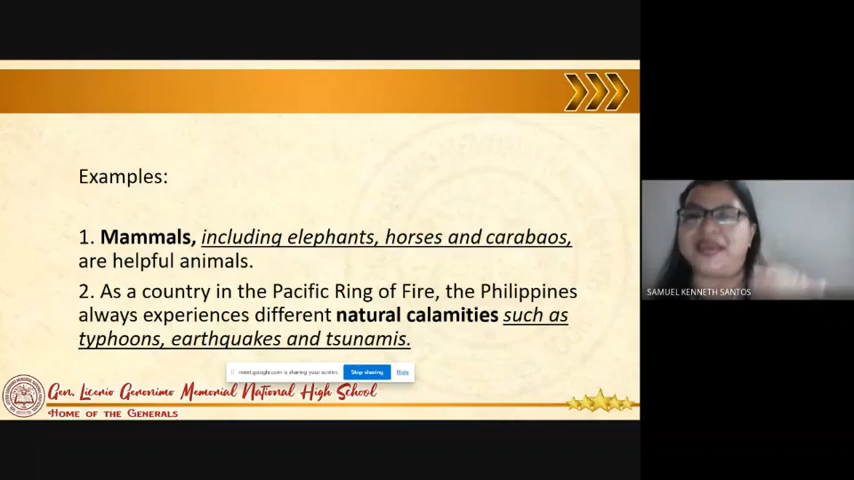 Examples:
1. Mammals, including elephants, horses and carabaos,
are helpful animals.
2. As a country in the Pacific Ring of Fire, the Philippines
always experiences different natural calamities such as
typhoons, earthquakes and tsunamis.
meet.google.com is sharing your screen. Stop sharing Hide
Gen. Licerio Geronimo Memorial National High School
Home of the Generals
SAMUEL KENNETH SANTOS